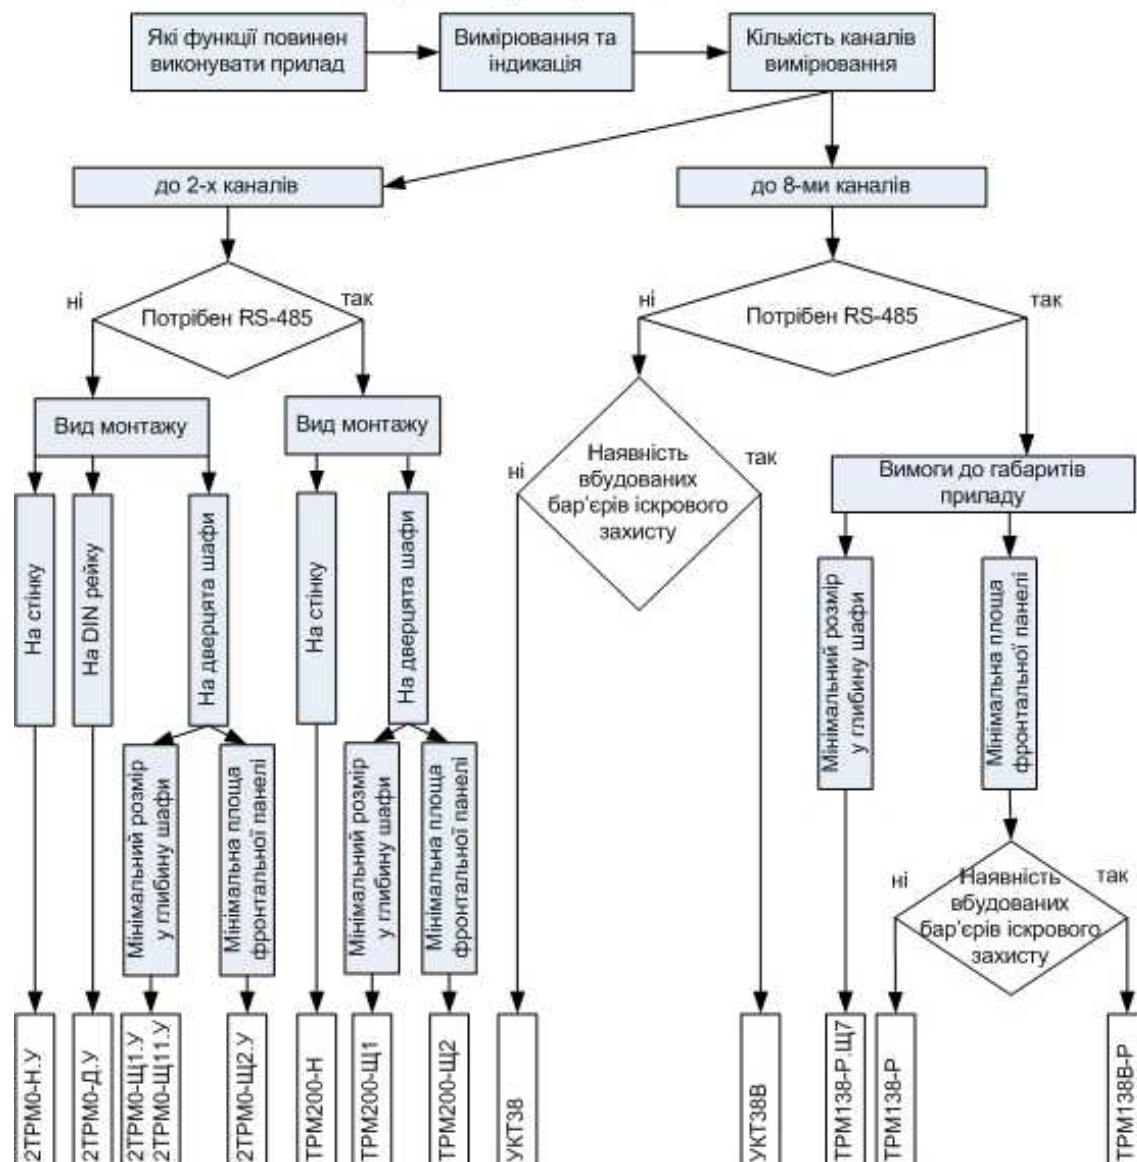 Які функції повинен
виконувати прилад
Вимірювання та
індикація
Кількість каналів
вимірювання
до 2-х каналів
до 8-ми каналів
ні
Потрібен RS-485
так
ні
Потрібен RS-485
так
Вид монтажу
Вид монтажу
ні
Наявність
вбудованих
бар'єрів іскрового
захисту
так
Вимоги до габаритів
приладу
На стінку
На DIN рейку
На дверцята шафи
На стінку
На дверцята шафи
Мінімальний розмір
у глибину шафи
Мінімальна площа
фронтальної панелі
Мінімальний розмір
у глибину шафи
Мінімальна площа
фронтальної панелі
Мінімальний розмір
у глибину шафи
Мінімальна площа
фронтальної панелі
ні
Наявність
вбудованих
бар'єрів іскрового
захисту
так
2ТРМ0-Н.У
2ТРМ0-Д.У
2ТРМ0-Щ1.У
2ТРМ0-Щ11.У
2ТРМ0-Щ2.У
ТРМ200-Н
ТРМ200-Щ1
ТРМ200-Щ2
УКТ38
УКТ38В
ТРМ138-Р.Щ7
ТРМ138-Р
ТРМ138В-Р